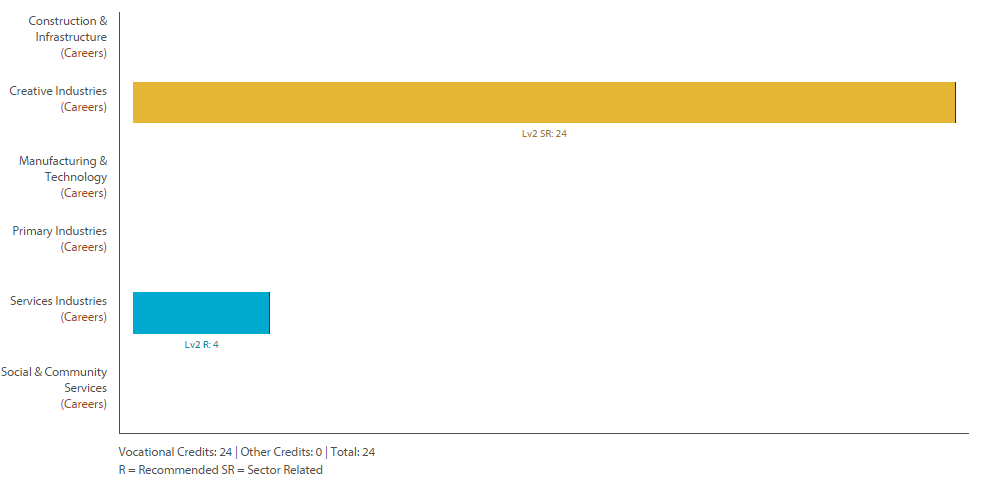 Construction &
Infrastructure
(Careers)
Creative Industries
(Careers)
Lv2 SR: 24
Manufacturing &
Technology
(Careers)
Primary Industries
(Careers)
Services Industries
(Careers)
Lv2 R: 4
Social & Community
Services
(Careers)
Vocational Credits: 24 | Other Credits: 0 | Total: 24
R = Recommended SR = Sector Related